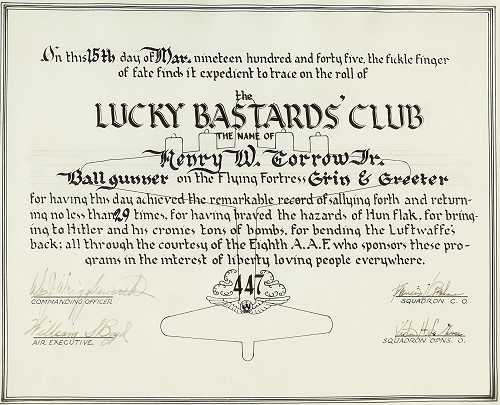 On this 15th day of Mar. nineteen hundred and forty five, the fickle finger
of fate finds it expedient to trace on the roll of
the
LUCKY BASTARDS' CLUB
THE NAME OF
Henry W. Torrow Jr.
Ball gunner on the Flying Fortress Grin & Greeter
for having this day achieved the remarkable record of sallying forth and return-
ing no less than 29 times, for having braved the hazards of Hun flak, for bring-
ing to Hitler and his cronies tons of bombs, for bending the Luftwaffe's
back; all through the courtesy of the Eighth A.A.F. who sponsors these pro-
grams in the interest of liberty loving people everywhere.
447
COMMANDING OFFICER
SQUADRON C. O.
William Boyd
AIR EXECUTIVE
SQUADRON OPNS. O.